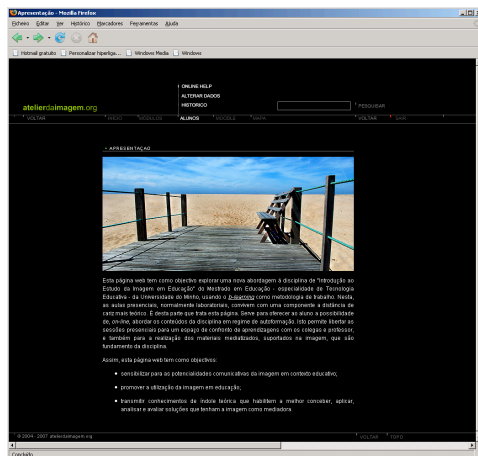 Apresentação - Mozilla Firefox
Ficheiro Editar Ver Histórico Marcadores Ferramentas Ajuda
Hotmail gratuito Personalizar hiperliga... Windows Media Windows
ONLINE HELP
ALTERAR DADOS
HISTORICO
PESQUISAR
atelierdaimagem.org
VOLTAR INÍCIO MÓDULOS ALUNOS MOODLE MAPA VOLTAR SAIR
APRESENTAÇÃO
Esta página web tem como objectivo explorar uma nova abordagem à disciplina de "Introdução ao
Estudo da Imagem em Educação" do Mestrado em Educação - especialidade de Tecnologia
Educativa - da Universidade do Minho, usando o b-learning como metodologia de trabalho. Nesta,
as aulas presenciais, normalmente laboratoriais, convivem com uma componente a distância de
cariz mais teórico. É desta parte que trata esta página. Serve para oferecer ao aluno a possibilidade
de, on-line, abordar os conteúdos da disciplina em regime de autoformação. Isto permite libertar as
sessões presenciais para um espaço de confronto de aprendizagens com os colegas e professor,
e também para a realização dos materiais mediatizados, suportados na imagem, que são
fundamento da disciplina.
Assim, esta página web tem como objectivos:
sensibilizar para as potencialidades comunicativas da imagem em contexto educativo;
promover a utilização da imagem em educação;
transmitir conhecimentos de índole teórica que habilitem a melhor conceber, aplicar,
analisar e avaliar soluções que tenham a imagem como mediadora.
© 2004 - 2007 atelierdaimagem.org VOLTAR TOPO
Concluído